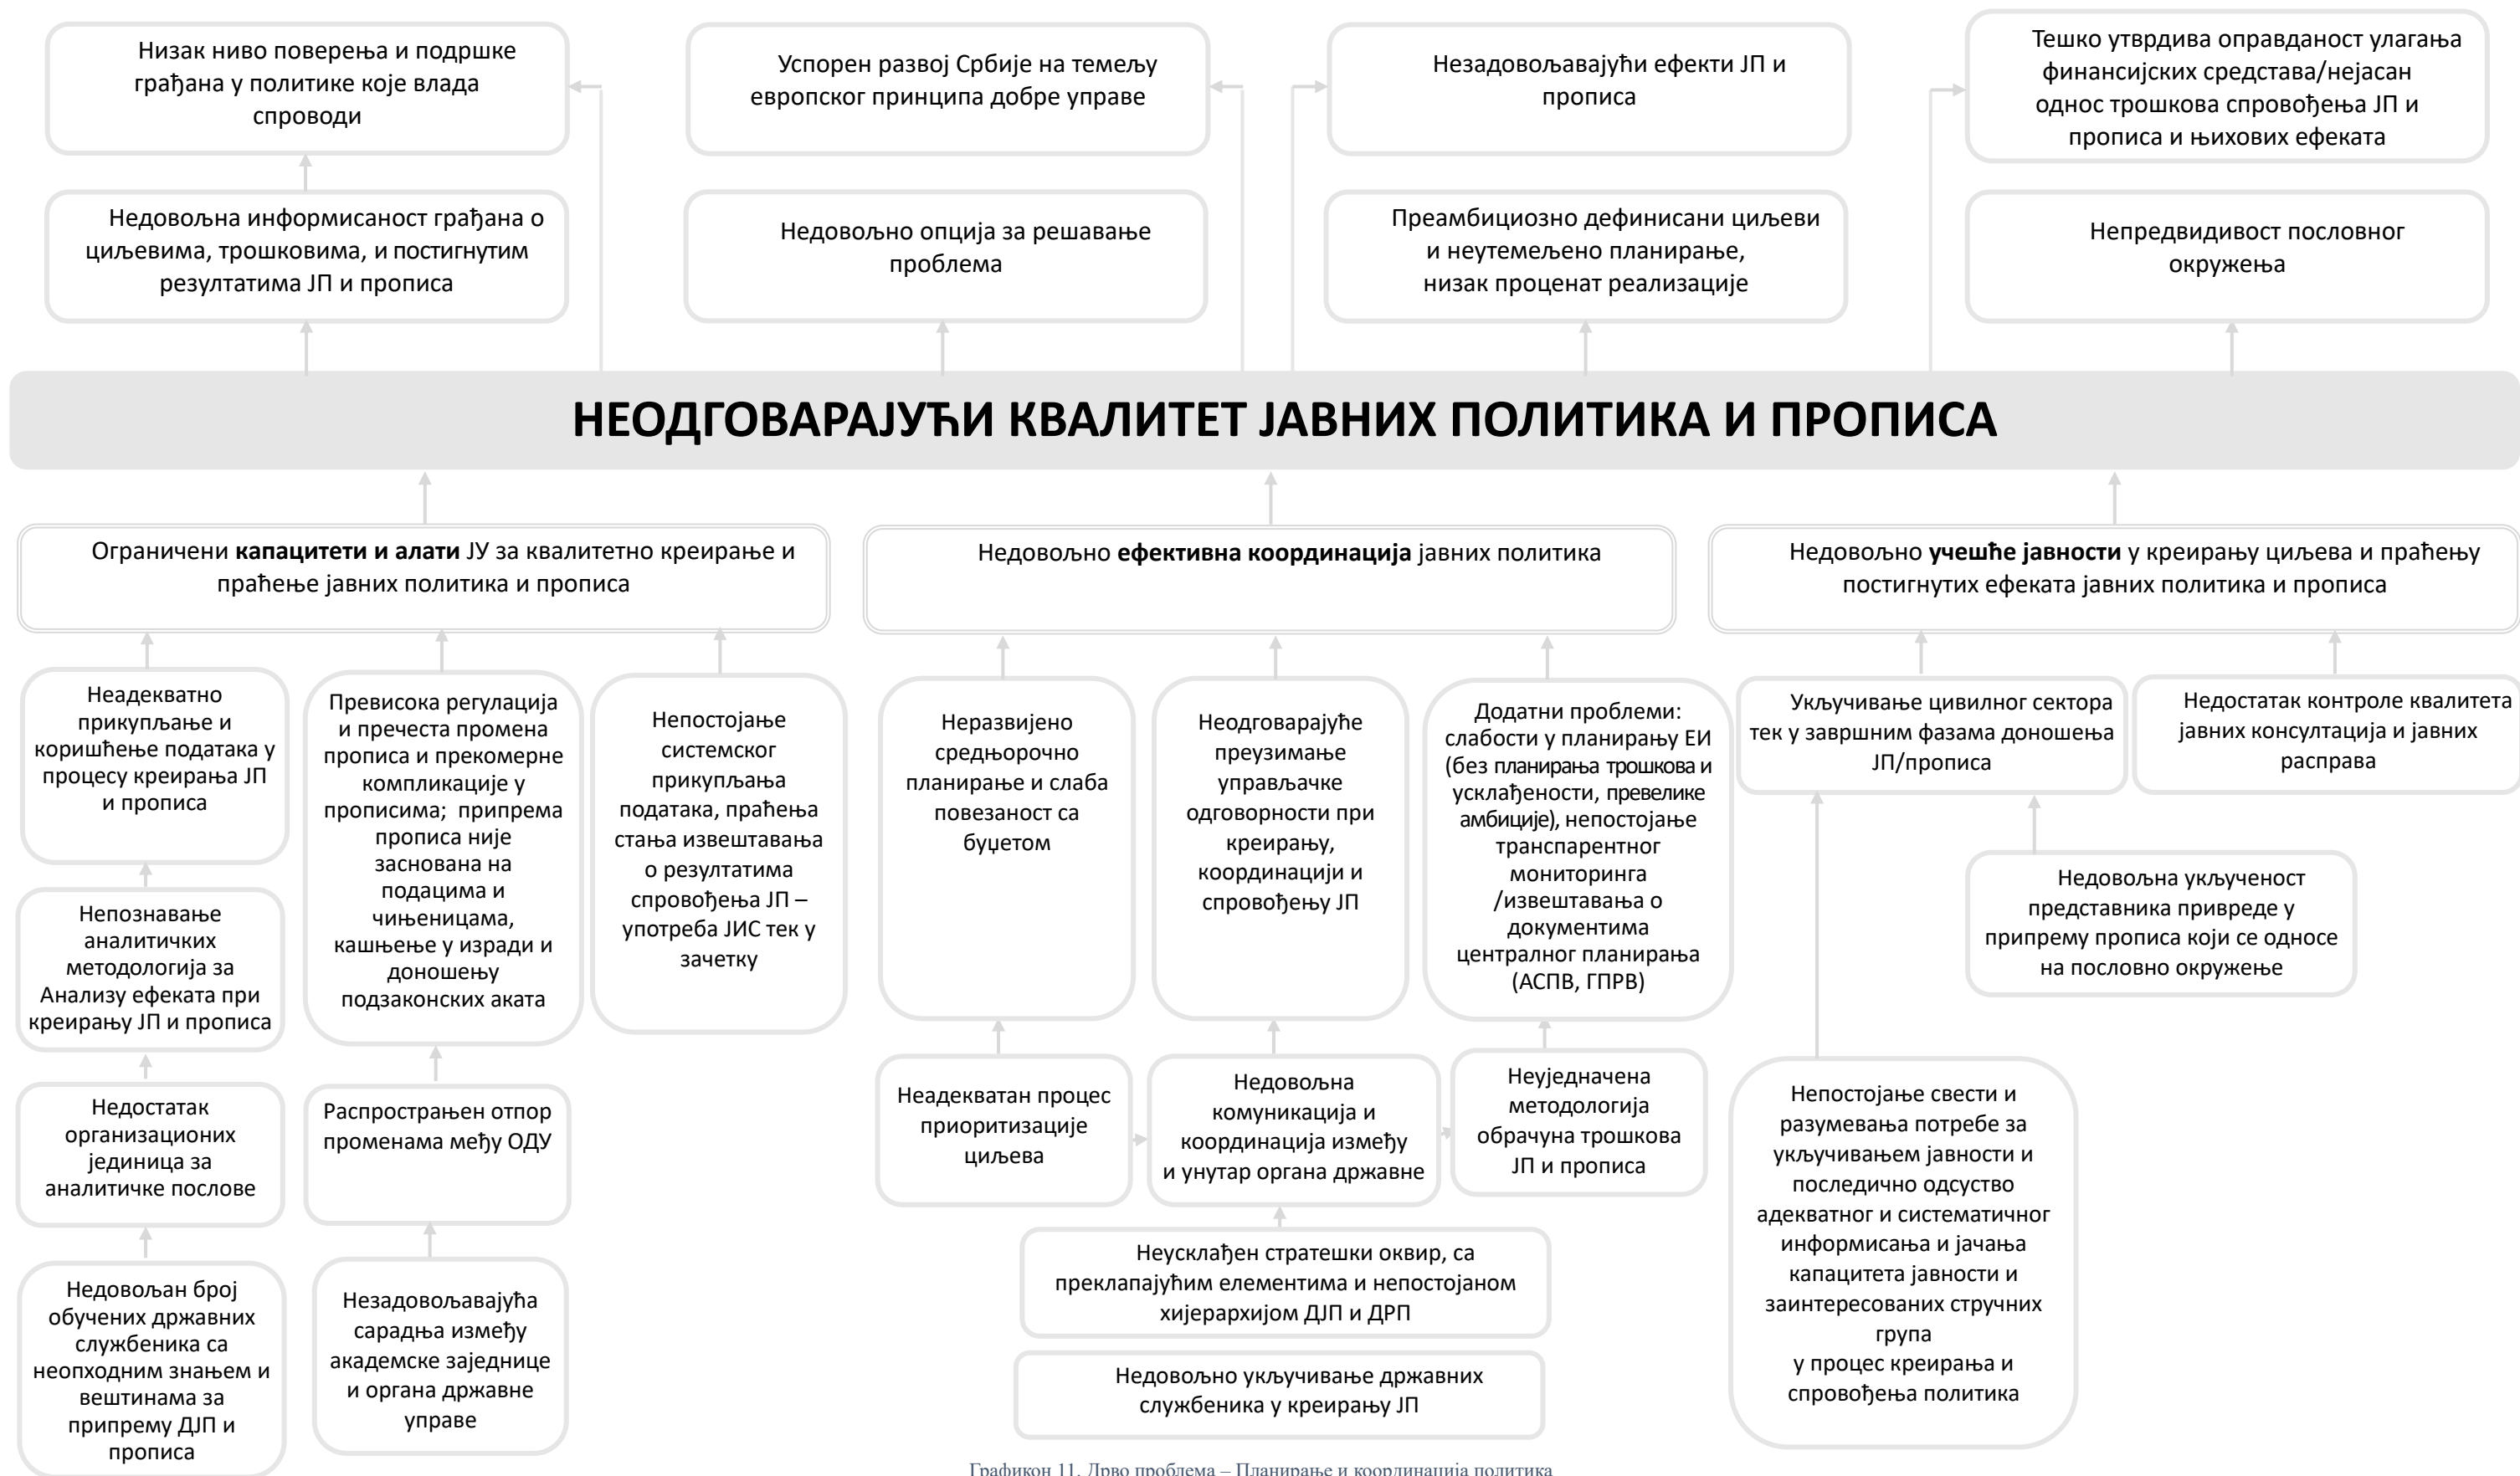 Низак ниво поверења и подршке
грађана у политике које влада
спроводи
Успорен развој Србије на темељу
европског принципа добре управе
Незадовољавајући ефекти ЈП и
прописа
Тешко утврдива оправданост улагања
финансијских средстава/нејасан
однос трошкова спровођења ЈП и
прописа и њихових ефеката
Недовољна информисаност грађана о
циљевима, трошковима, и постигнутим
резултатима ЈП и прописа
Недовољно опција за решавање
проблема
Преамбициозно дефинисани циљеви
и неутемељено планирање,
низак проценат реализације
Непредвидивост пословног
окружења
НЕОДГОВАРАЈУЋИ КВАЛИТЕТ ЈАВНИХ ПОЛИТИКА И ПРОПИСА
Ограничени капацитети и алати ЈУ за квалитетно креирање и
праћење јавних политика и прописа
Недовољно ефективна координација јавних политика
Недовољно учешће јавности у креирању циљева и праћењу
постигнутих ефеката јавних политика и прописа
Неадекватно
прикупљање и
коришћење података у
процесу креирања ЈП
и прописа
Превисока регулација
и пречеста промена
прописа и прекомерне
компликације у
прописима; припрема
прописа није
заснована на
подацима и
чињеницама,
кашњење у изради и
доношењу
подзаконских аката
Непостојање
системског
прикупљања
података, праћења
стања извештавања
о резултатима
спровођења ЈП –
употреба ЈИС тек у
зачетку
Неразвијено
средњорочно
планирање и слаба
повезаност са
буџетом
Неодговарајуће
преузимање
управљачке
одговорности при
креирању,
координацији и
спровођењу ЈП
Додатни проблеми:
слабости у планирању ЕИ
(без планирања трошкова и
усклађености, превелике
амбиције), непостојање
транспарентног
мониторинга
/извештавања о
документима
централног планирања
(АСПВ, ГПРВ)
Укључивање цивилног сектора
тек у завршним фазама доношења
ЈП/прописа
Недостатак контроле квалитета
јавних консултација и јавних
расправа
Непознавање
аналитичких
методологија за
Анализу ефеката при
креирању ЈП и прописа
Недовољна укљученост
представника привреде у
припрему прописа који се односе
на пословно окружење
Недостатак
организационих
јединица за
аналитичке послове
Распрострањен отпор
променама међу ОДУ
Неадекватан процес
приоритизације
циљева
Недовољна
комуникација и
координација између
и унутар органа државне
Неуједначена
методологија
обрачуна трошкова
ЈП и прописа
Непостојање свести и
разумевања потребе за
укључивањем јавности и
последично одсуство
адекватног и систематичног
информисања и јачања
капацитета јавности и
заинтересованих стручних
група
у процес креирања и
спровођења политика
Недовољан број
обучених државних
службеника са
неопходним знањем и
вештинама за
припрему ДЈП и
прописа
Незадовољавајућа
сарадња између
академске заједнице
и органа државне
управе
Неусклађен стратешки оквир, са
преклапајућим елементима и непостојаном
хијерархијом ДЈП и ДРП
Недовољно укључивање државних
службеника у креирању ЈП
Графикон 11. Дрво проблема – Планирање и координација политика